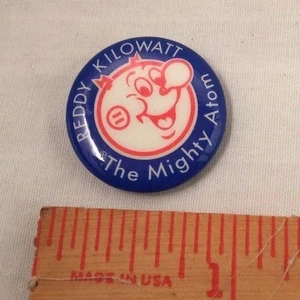 REDDY KILOWATT
®The Mighty Atom
1
MADE IN USA